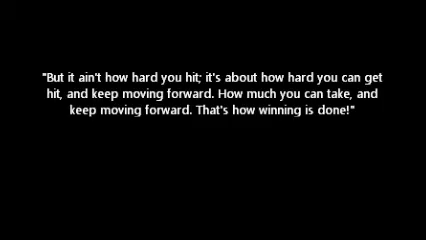 "But it ain't how hard you hit; it's about how hard you can get
hit, and keep moving forward. How much you can take, and
keep moving forward. That's how winning is done!"